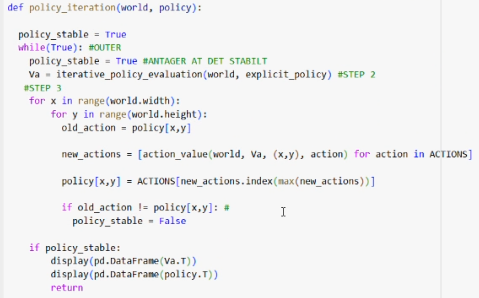 def policy_iteration(world, policy):
policy_stable = True
while(True): #OUTER
policy_stable = True #ANTAGER AT DET STABILT
Va = iterative_policy_evaluation(world, explicit_policy) #STEP 2
#STEP 3
for x in range(world.width):
for y in range(world.height):
old_action = policy[x,y]
new_actions = [action_value(world, Va, (x,y), action) for action in ACTIONS]
policy[x,y] = ACTIONS[new_actions.index(max(new_actions))]
if old_action != policy[x,y]: #
policy_stable = False
if policy_stable:
display(pd.DataFrame(Va.T))
display(pd.DataFrame(policy.T))
return